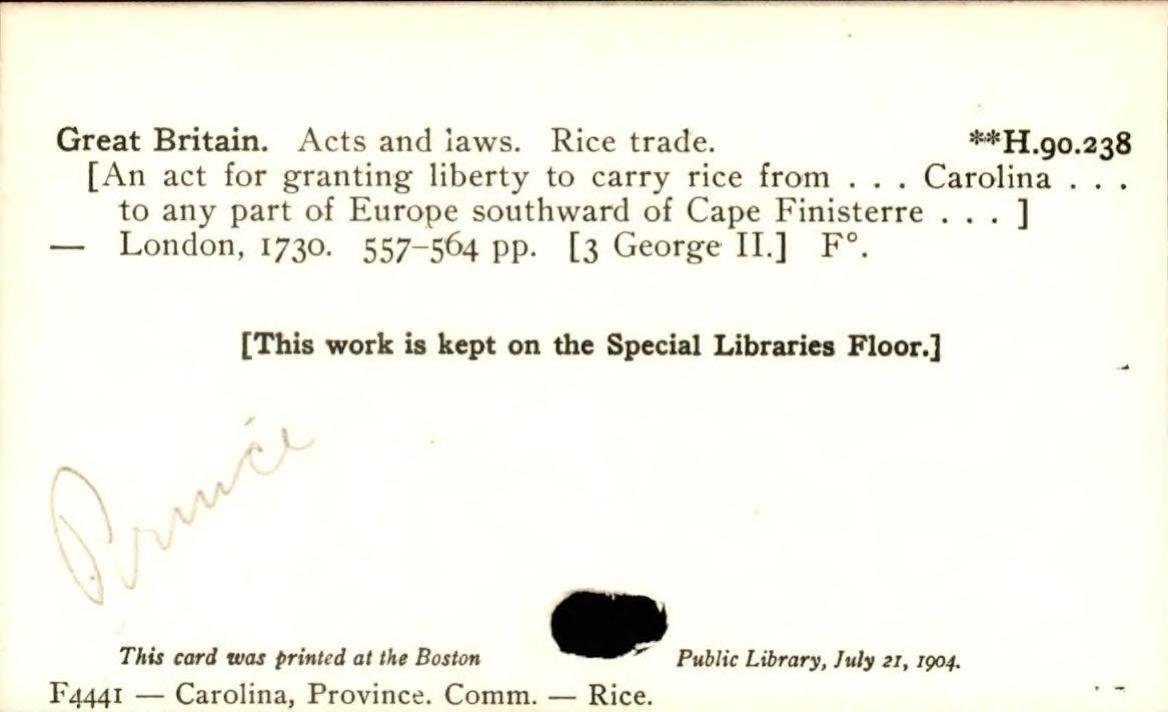 Great Britain. Acts and laws. Rice trade. **H.90.238
[An act for granting liberty to carry rice from . . . Carolina . . .
to any part of Europe southward of Cape Finisterre . . . ]
— London, 1730. 557–564 pp. [3 George II.] F°.
[This work is kept on the Special Libraries Floor.]
Prince
This card was printed at the Boston Public Library, July 21, 1904.
F4441 — Carolina, Province. Comm. — Rice.